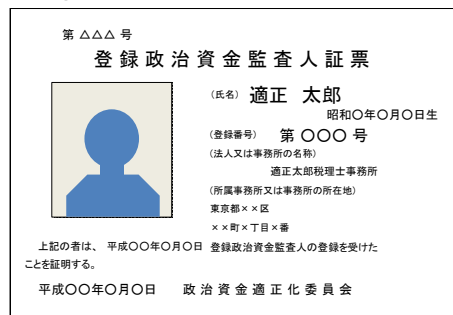 第 △△△ 号
登録政治資金監査人証票
（氏名） 適正 太郎
昭和〇年〇月〇日生
（登録番号） 第 〇〇〇 号
（法人又は事務所の名称）
適正太郎税理士事務所
（所属事務所又は事務所の所在地）
東京都××区
××町×丁目×番
上記の者は、 平成〇〇年〇月〇日 登録政治資金監査人の登録を受けた
ことを証明する。
平成〇〇年〇月〇日 政治資金適正化委員会